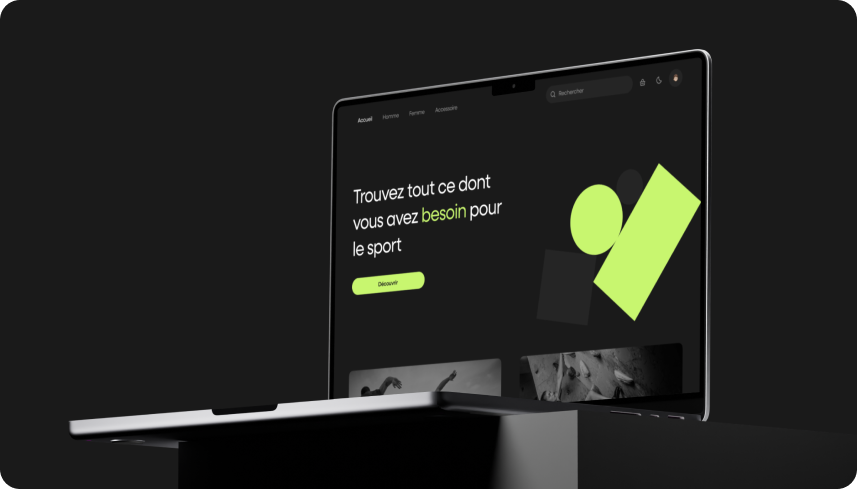 Accueil
Homme
Femme
Accessoire
Rechercher
Trouvez tout ce dont
vous avez besoin pour
le sport
Découvrir